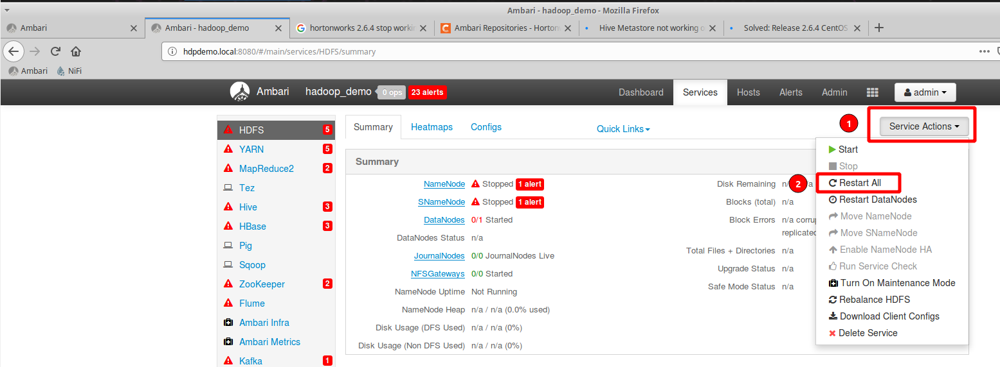 Ambari - hadoop_demo - Mozilla Firefox
Ambari
Ambari - hadoop_demo
hortonworks 2.6.4 stop workin
Ambari Repositories - Horton
Hive Metastore not working o
Solved: Release 2.6.4 CentOS
hdpdemo.local:8080/#/main/services/HDFS/summary
Ambari NiFi
Ambari hadoop_demo 0 ops 23 alerts Dashboard Services Hosts Alerts Admin admin
HDFS 5
YARN 5
MapReduce2 2
Tez
Hive 3
HBase 3
Pig
Sqoop
ZooKeeper 2
Flume
Ambari Infra
Ambari Metrics
Kafka 1
Summary Heatmaps Configs Quick Links
1
Service Actions
Summary
NameNode Stopped 1 alert
SNameNode Stopped 1 alert
DataNodes 0/1 Started
DataNodes Status n/a
JournalNodes 0/0 JournalNodes Live
NFSGateways 0/0 Started
NameNode Uptime Not Running
NameNode Heap n/a / n/a (0.0% used)
Disk Usage (DFS Used) n/a / n/a (0%)
Disk Usage (Non DFS Used) n/a / n/a (0%)
Disk Remaining
Blocks (total) n/a
Block Errors n/a corrup
replicated
Total Files + Directories n/a
Upgrade Status n/a
Safe Mode Status n/a
Start
Stop
2
Restart All
Restart DataNodes
Move NameNode
Move SNameNode
Enable NameNode HA
Run Service Check
Turn On Maintenance Mode
Rebalance HDFS
Download Client Configs
Delete Service